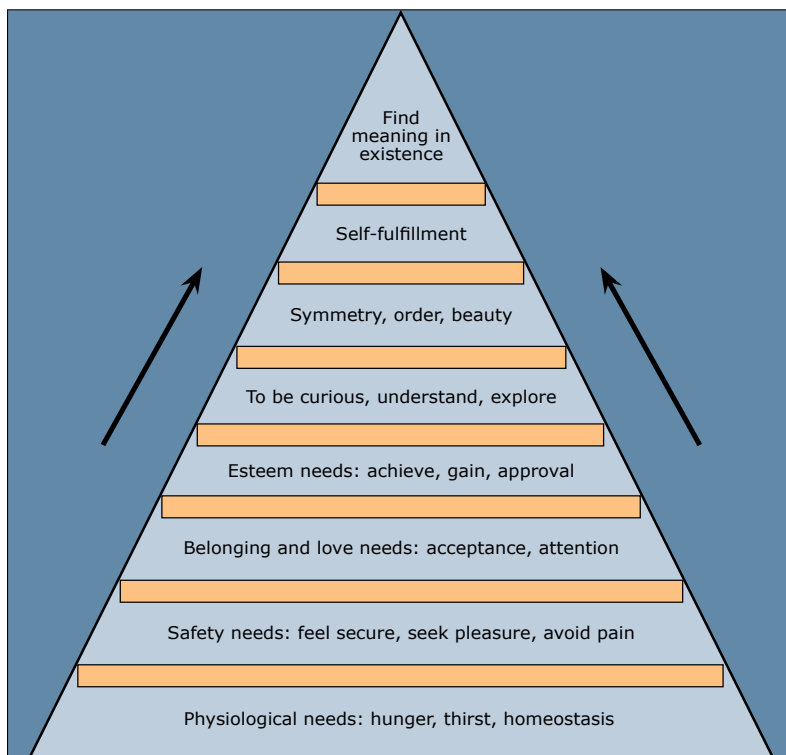 Find
meaning in
existence
Self-fulfillment
Symmetry, order, beauty
To be curious, understand, explore
Esteem needs: achieve, gain, approval
Belonging and love needs: acceptance, attention
Safety needs: feel secure, seek pleasure, avoid pain
Physiological needs: hunger, thirst, homeostasis